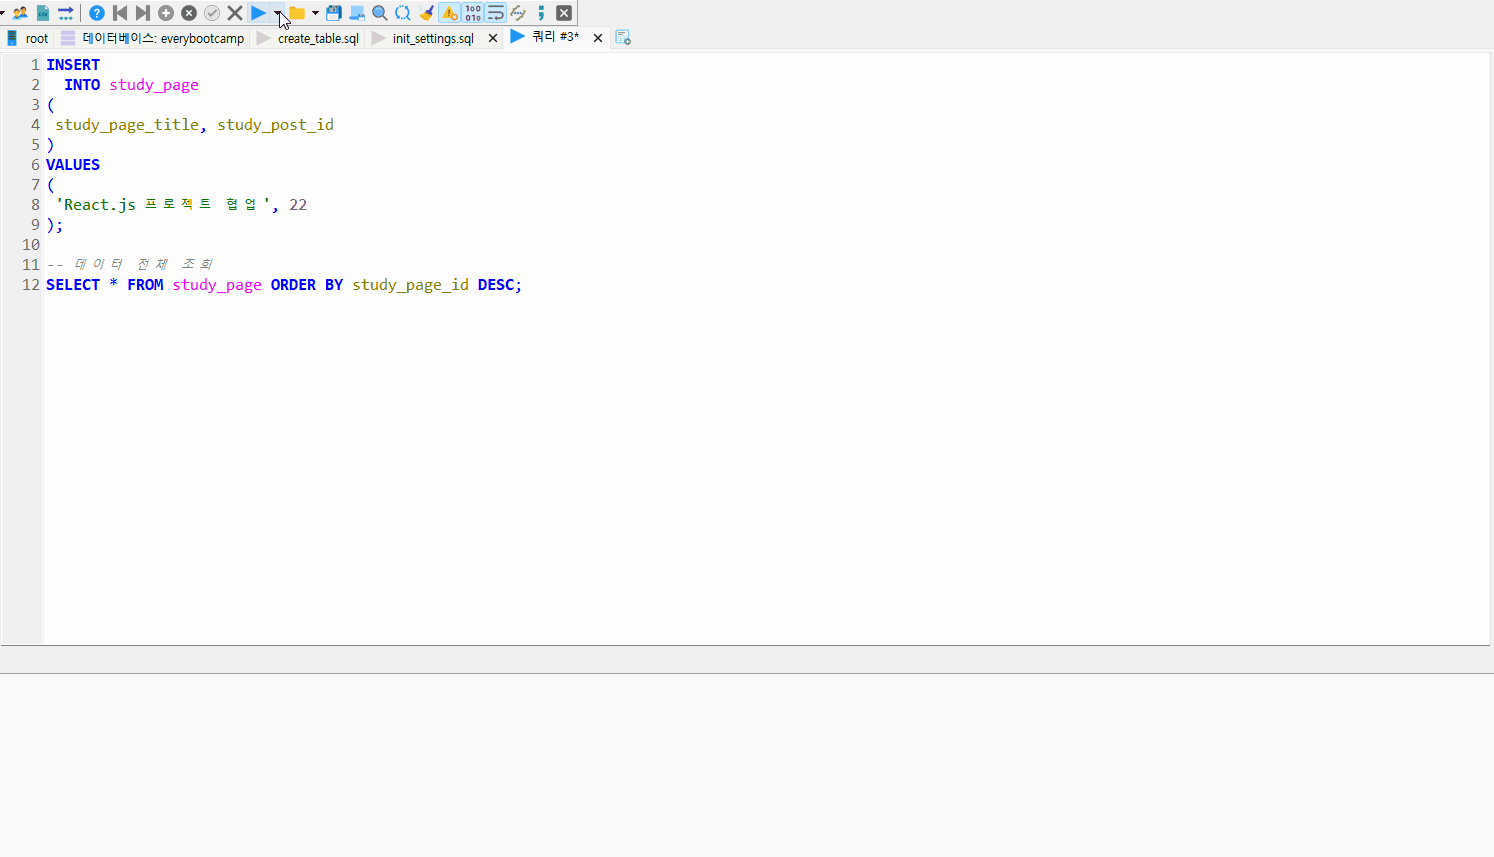 root 데이터베이스: everybootcamp create_table.sql init_settings.sql 쿼리 #3*
1 INSERT
2 INTO study_page
3 (
4 study_page_title, study_post_id
5 )
6 VALUES
7 (
8 'React.js 프로젝트 협업', 22
9 );
10
11 -- 데이터 전체 조회
12 SELECT * FROM study_page ORDER BY study_page_id DESC;